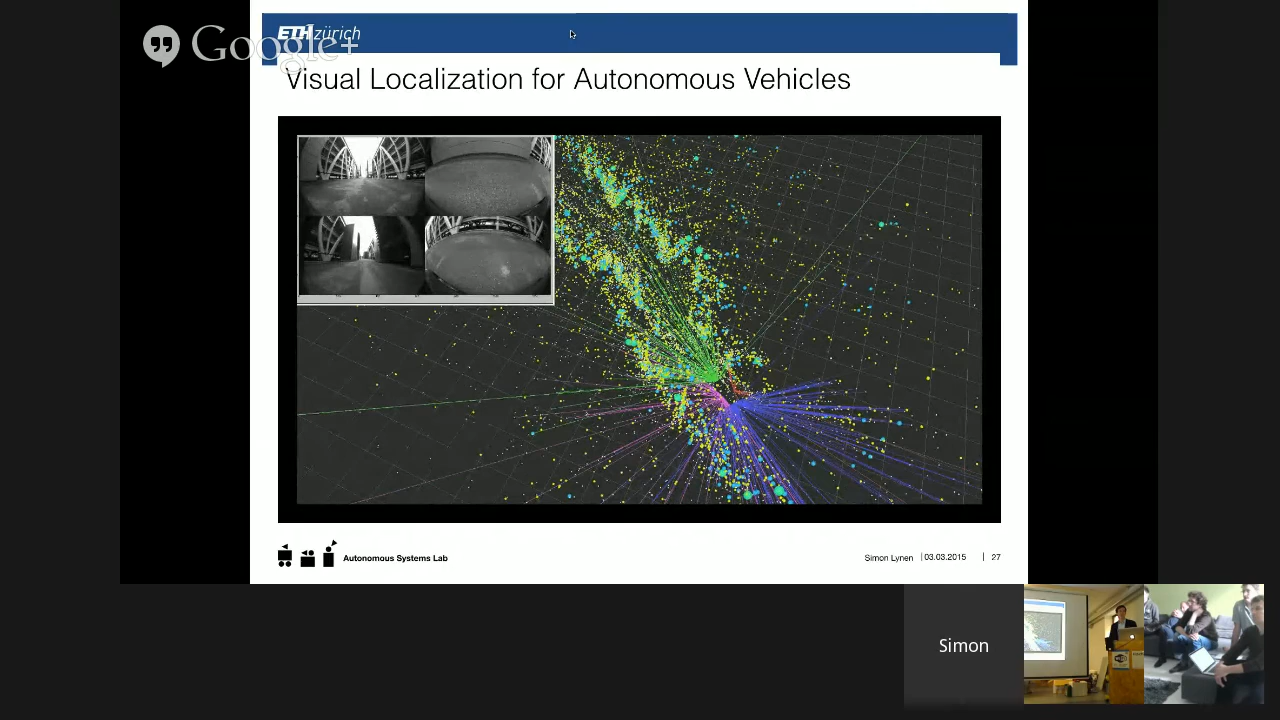 ETH zürich
Google+
Visual Localization for Autonomous Vehicles
Autonomous Systems Lab
Simon Lynen | 03.03.2015 | 27
Simon